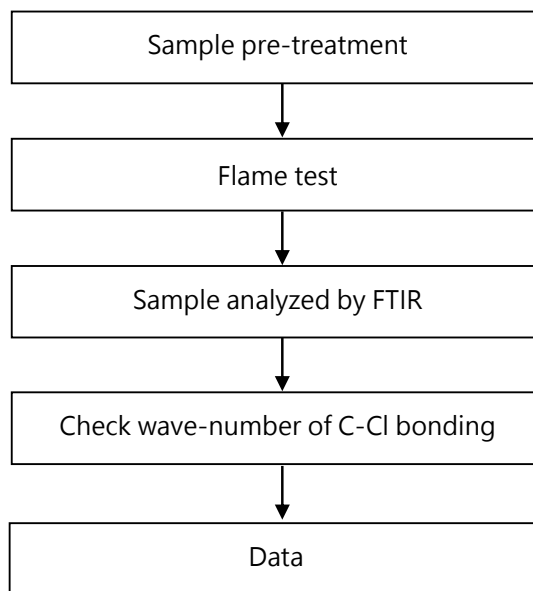 Sample pre-treatment
Flame test
Sample analyzed by FTIR
Check wave-number of C-Cl bonding
Data